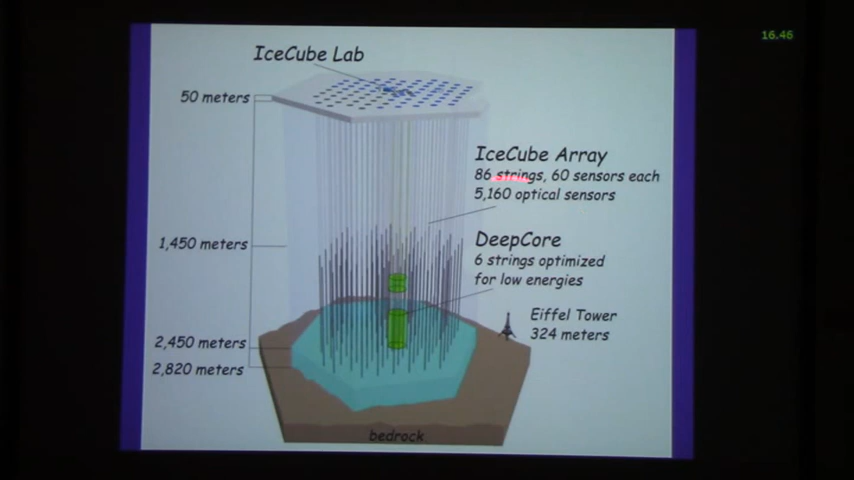 16.46
IceCube Lab
50 meters
IceCube Array
86 strings, 60 sensors each
5,160 optical sensors
1,450 meters
DeepCore
6 strings optimized
for low energies
Eiffel Tower
324 meters
2,450 meters
2,820 meters
bedrock